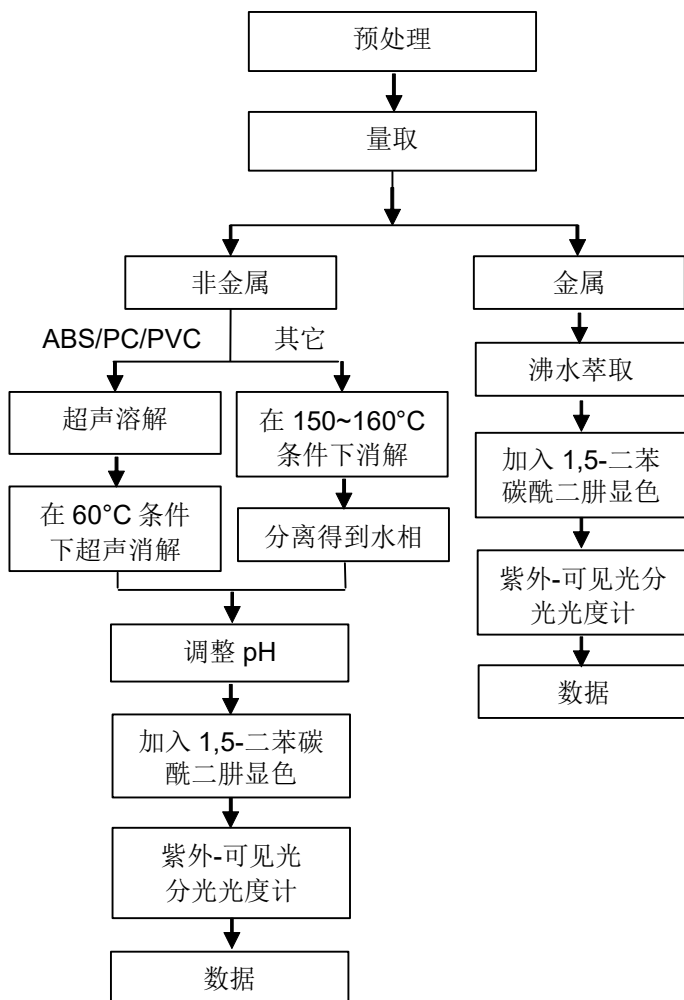 预处理
量取
非金属
金属
ABS/PC/PVC
其它
沸水萃取
超声溶解
在 150~160°C
条件下消解
加入 1,5-二苯
碳酰二肼显色
在 60°C 条件
下超声消解
分离得到水相
紫外-可见光分
光光度计
调整 pH
数据
加入 1,5-二苯碳
酰二肼显色
紫外-可见光
分光光度计
数据